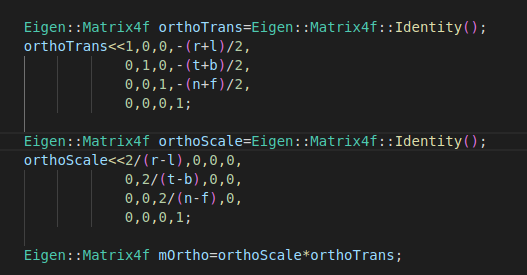 Eigen::Matrix4f orthoTrans=Eigen::Matrix4f::Identity();
orthoTrans<<1,0,0,-(r+l)/2,
0,1,0,-(t+b)/2,
0,0,1,-(n+f)/2,
0,0,0,1;
Eigen::Matrix4f orthoScale=Eigen::Matrix4f::Identity();
orthoScale<<2/(r-l),0,0,0,
0,2/(t-b),0,0,
0,0,2/(n-f),0,
0,0,0,1;
Eigen::Matrix4f mOrtho=orthoScale*orthoTrans;